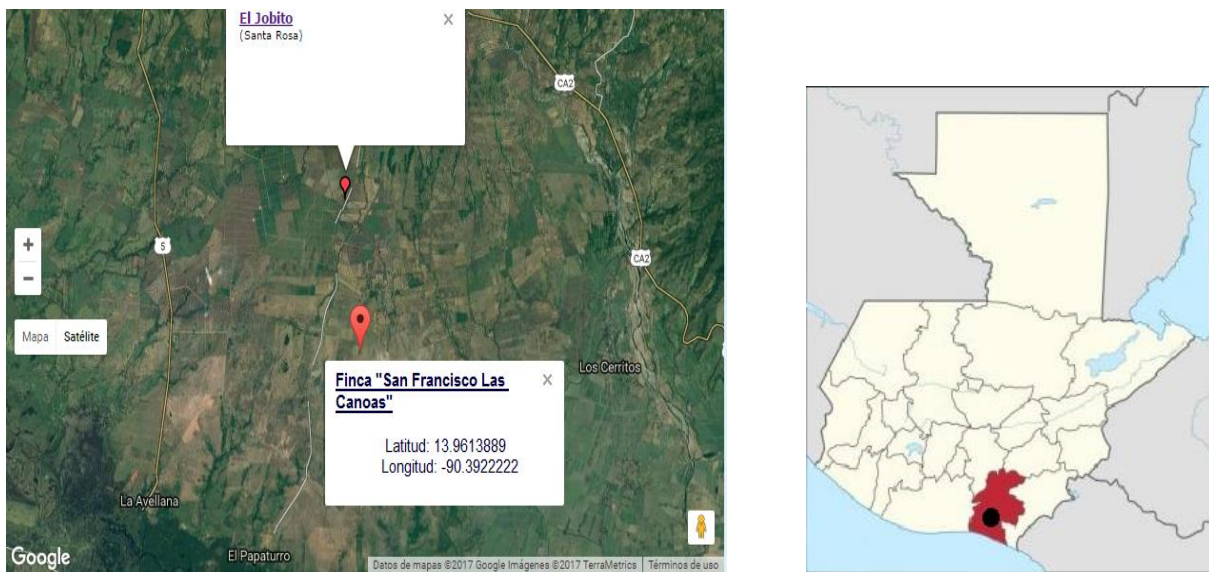 El Jobito
(Santa Rosa)
×
CA2
5
CA2
+
−
Mapa Satélite
Los Cerritos
Finca "San Francisco Las
Canoas"
×
Latitud: 13.9613889
Longitud: -90.3922222
La Avellana
El Papaturro
Google
Datos de mapas ©2017 Google Imágenes ©2017 TerraMetrics
Términos de uso